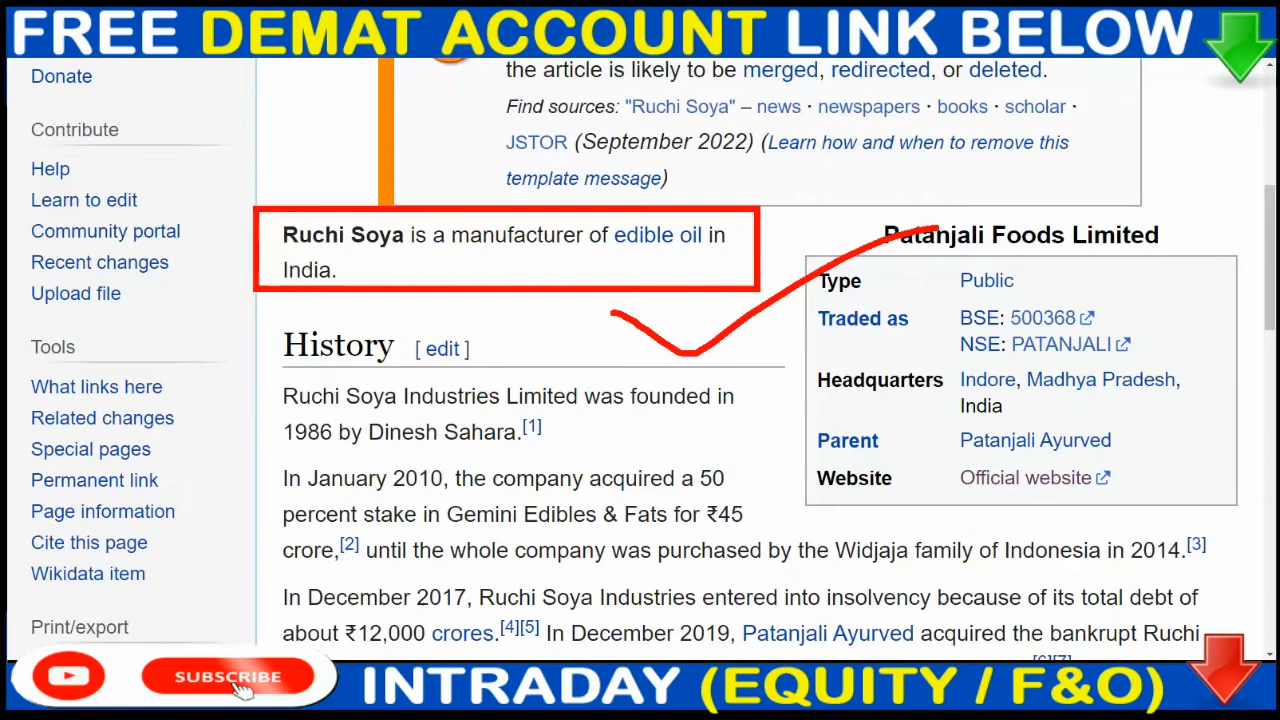 FREE DEMAT ACCOUNT LINK BELOW
Donate
Contribute
Help
Learn to edit
Community portal
Recent changes
Upload file
Tools
What links here
Related changes
Special pages
Permanent link
Page information
Cite this page
Wikidata item
Print/export
the article is likely to be merged, redirected, or deleted.
Find sources: "Ruchi Soya" – news · newspapers · books · scholar ·
JSTOR (September 2022) (Learn how and when to remove this
template message)
Ruchi Soya is a manufacturer of edible oil in
India.
History [ edit ]
Ruchi Soya Industries Limited was founded in
1986 by Dinesh Sahara.[1]
In January 2010, the company acquired a 50
percent stake in Gemini Edibles & Fats for ₹45
crore,[2] until the whole company was purchased by the Widjaja family of Indonesia in 2014.[3]
In December 2017, Ruchi Soya Industries entered into insolvency because of its total debt of
about ₹12,000 crores.[4][5] In December 2019, Patanjali Ayurved acquired the bankrupt Ruchi
Patanjali Foods Limited
Type Public
Traded as BSE: 500368
NSE: PATANJALI
Headquarters Indore, Madhya Pradesh,
India
Parent Patanjali Ayurved
Website Official website
SUBSCRIBE
INTRADAY (EQUITY / F&O)